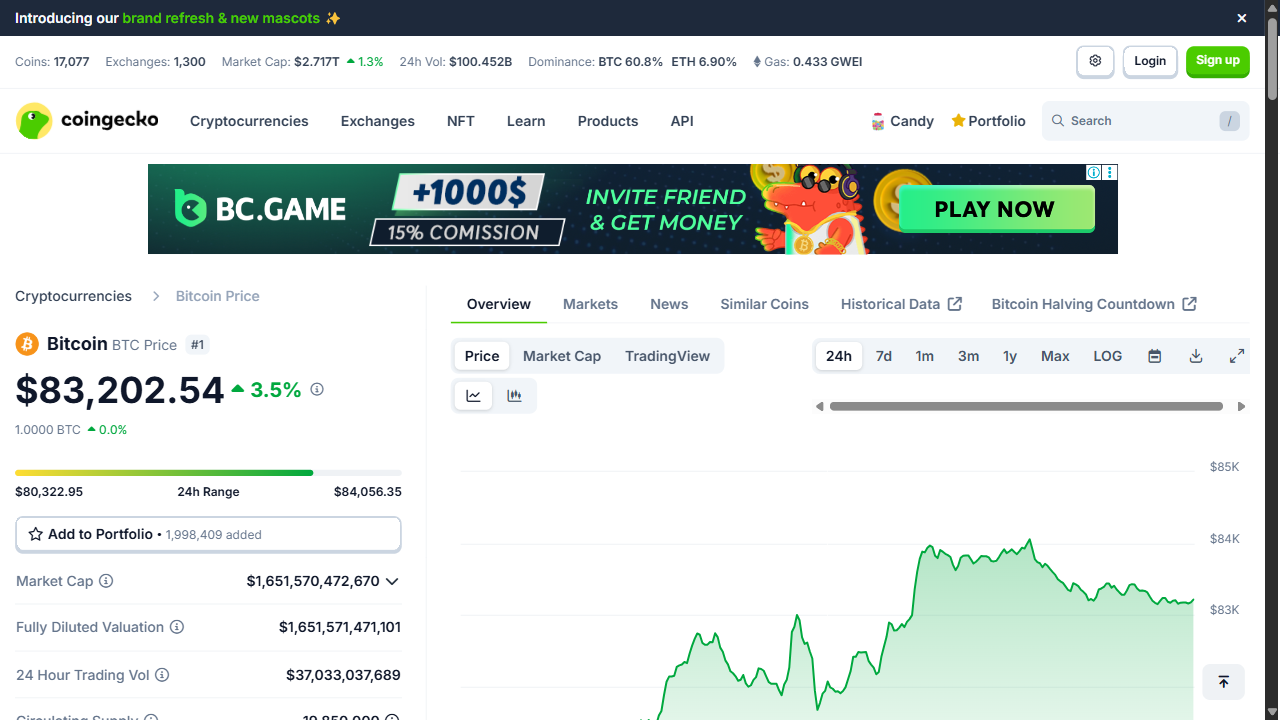 Introducing our brand refresh & new mascots ✨
Coins: 17,077 Exchanges: 1,300 Market Cap: $2.717T 1.3% 24h Vol: $100.452B Dominance: BTC 60.8% ETH 6.90% Gas: 0.433 GWEI
Login
Sign up
coingecko
Cryptocurrencies Exchanges NFT Learn Products API
Candy Portfolio Search /
BC.GAME
+1000$
15% COMISSION
INVITE FRIEND
& GET MONEY
PLAY NOW
Cryptocurrencies Bitcoin Price
Bitcoin BTC Price #1
$83,202.54 3.5%
1.0000 BTC 0.0%
$80,322.95 24h Range $84,056.35
Add to Portfolio • 1,998,409 added
Market Cap $1,651,570,472,670
Fully Diluted Valuation $1,651,571,471,101
24 Hour Trading Vol $37,033,037,689
Circulating Supply 19,850,000
Overview Markets News Similar Coins Historical Data Bitcoin Halving Countdown
Price Market Cap TradingView
24h 7d 1m 3m 1y Max LOG
$85K
$84K
$83K